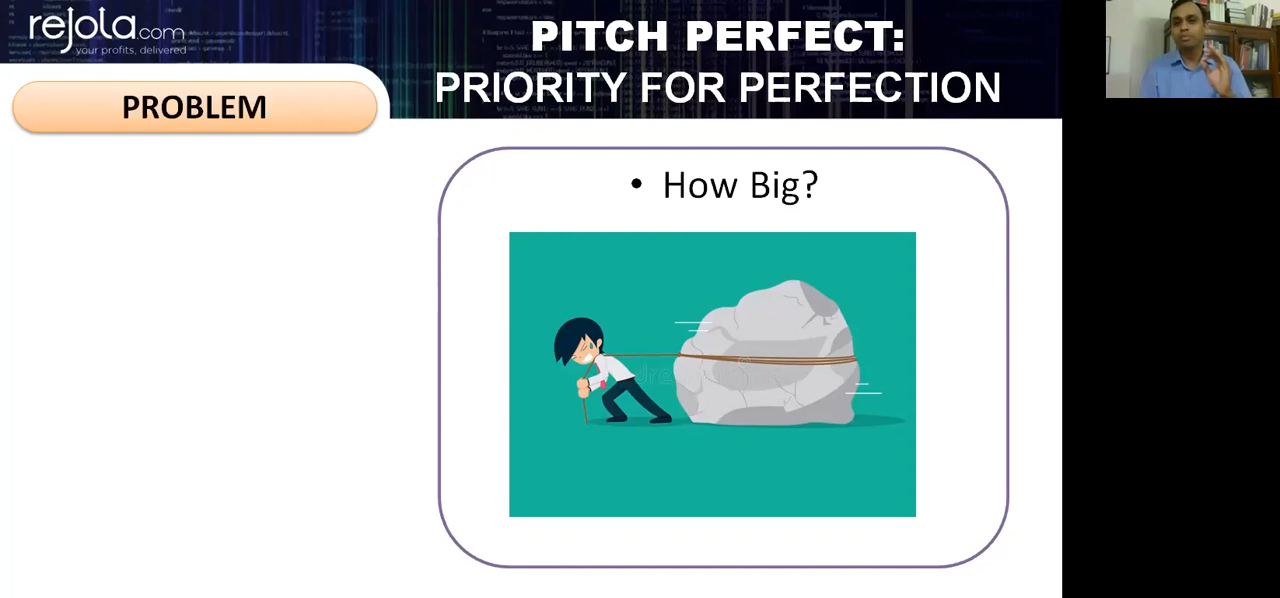 rejola.com
your profits, delivered
PITCH PERFECT:
PRIORITY FOR PERFECTION
PROBLEM
• How Big?